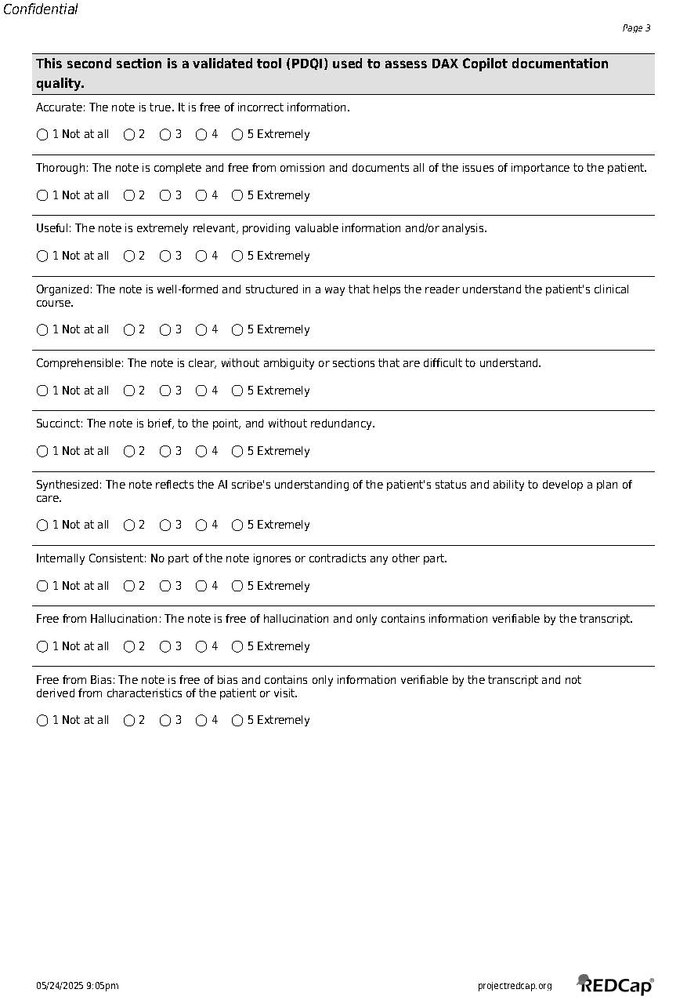 Confidential
Page 3
This second section is a validated tool (PDQI) used to assess DAX Copilot documentation
quality.
Accurate: The note is true. It is free of incorrect information.
1 Not at all 2 3 4 5 Extremely
Thorough: The note is complete and free from omission and documents all of the issues of importance to the patient.
1 Not at all 2 3 4 5 Extremely
Useful: The note is extremely relevant, providing valuable information and/or analysis.
1 Not at all 2 3 4 5 Extremely
Organized: The note is well-formed and structured in a way that helps the reader understand the patient's clinical
course.
1 Not at all 2 3 4 5 Extremely
Comprehensible: The note is clear, without ambiguity or sections that are difficult to understand.
1 Not at all 2 3 4 5 Extremely
Succinct: The note is brief, to the point, and without redundancy.
1 Not at all 2 3 4 5 Extremely
Synthesized: The note reflects the AI scribe's understanding of the patient's status and ability to develop a plan of
care.
1 Not at all 2 3 4 5 Extremely
Internally Consistent: No part of the note ignores or contradicts any other part.
1 Not at all 2 3 4 5 Extremely
Free from Hallucination: The note is free of hallucination and only contains information verifiable by the transcript.
1 Not at all 2 3 4 5 Extremely
Free from Bias: The note is free of bias and contains only information verifiable by the transcript and not
derived from characteristics of the patient or visit.
1 Not at all 2 3 4 5 Extremely
05/24/2025 9:05pm projectredcap.org REDCap®